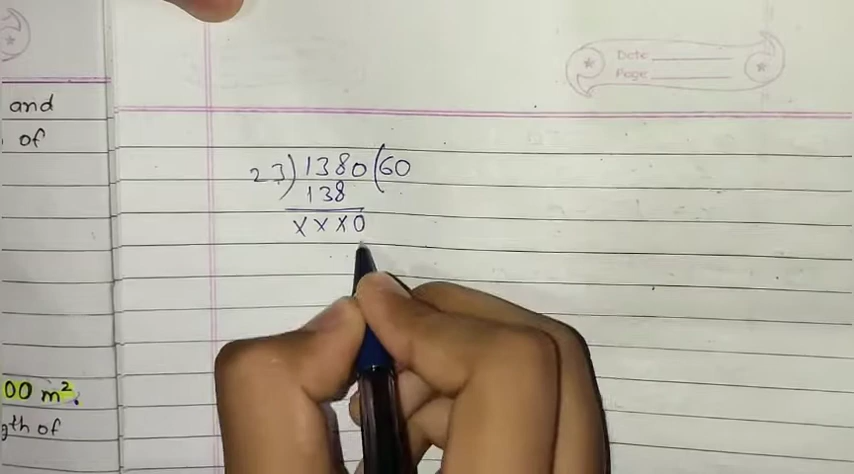 Date
Page
and
of
23)1380(60
138
XXX0
00 m².
gth of